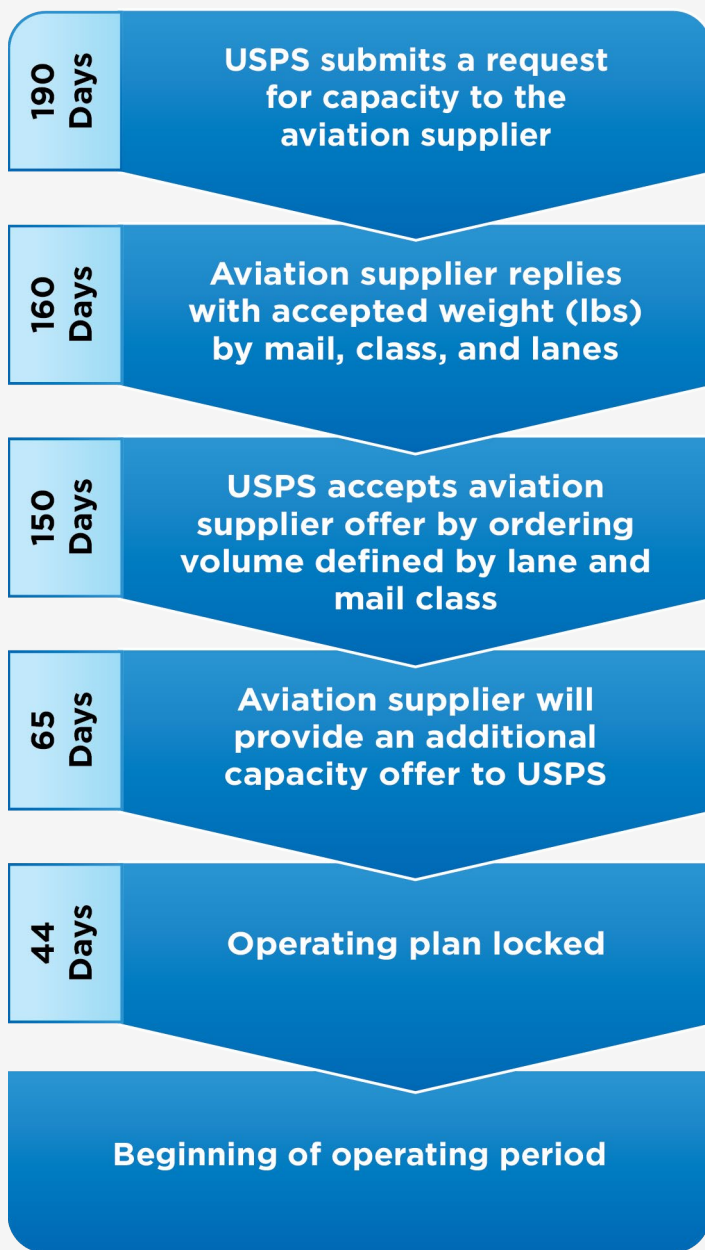 190
Days
USPS submits a request
for capacity to the
aviation supplier
160
Days
Aviation supplier replies
with accepted weight (lbs)
by mail, class, and lanes
150
Days
USPS accepts aviation
supplier offer by ordering
volume defined by lane and
mail class
65
Days
Aviation supplier will
provide an additional
capacity offer to USPS
44
Days
Operating plan locked
Beginning of operating period